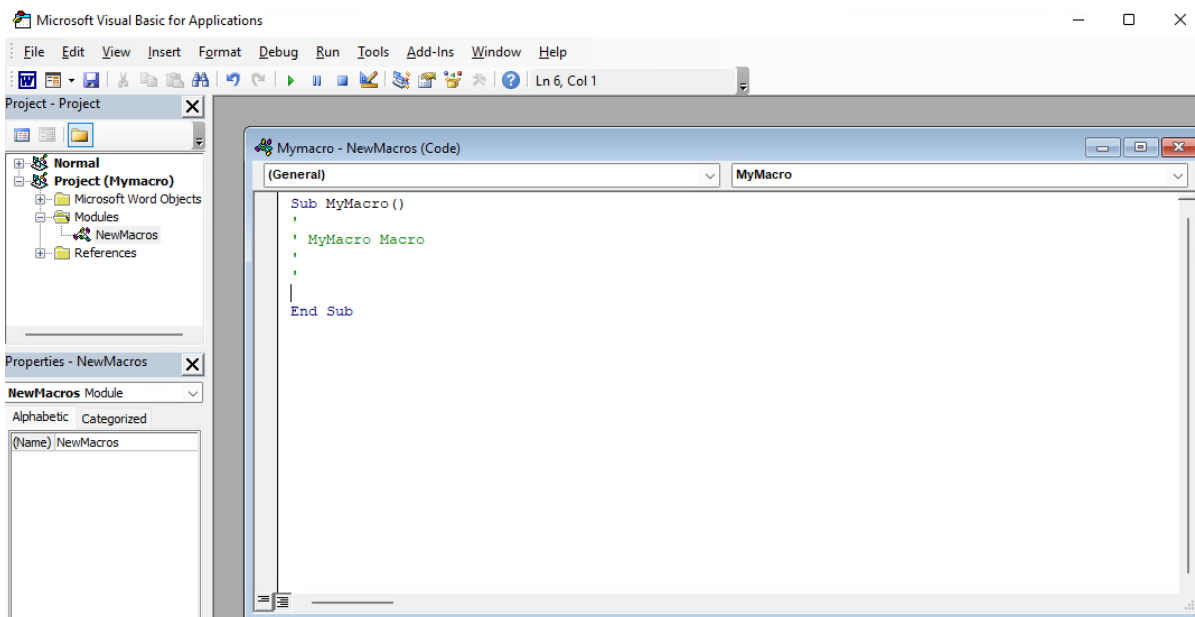 Microsoft Visual Basic for Applications
File Edit View Insert Format Debug Run Tools Add-Ins Window Help
Ln 6, Col 1
Project - Project
Normal
Project (Mymacro)
Microsoft Word Objects
Modules
NewMacros
References
Properties - NewMacros
NewMacros Module
Alphabetic Categorized
(Name) NewMacros
Mymacro - NewMacros (Code)
(General) MyMacro
Sub MyMacro()
'
' MyMacro Macro
'
'
End Sub